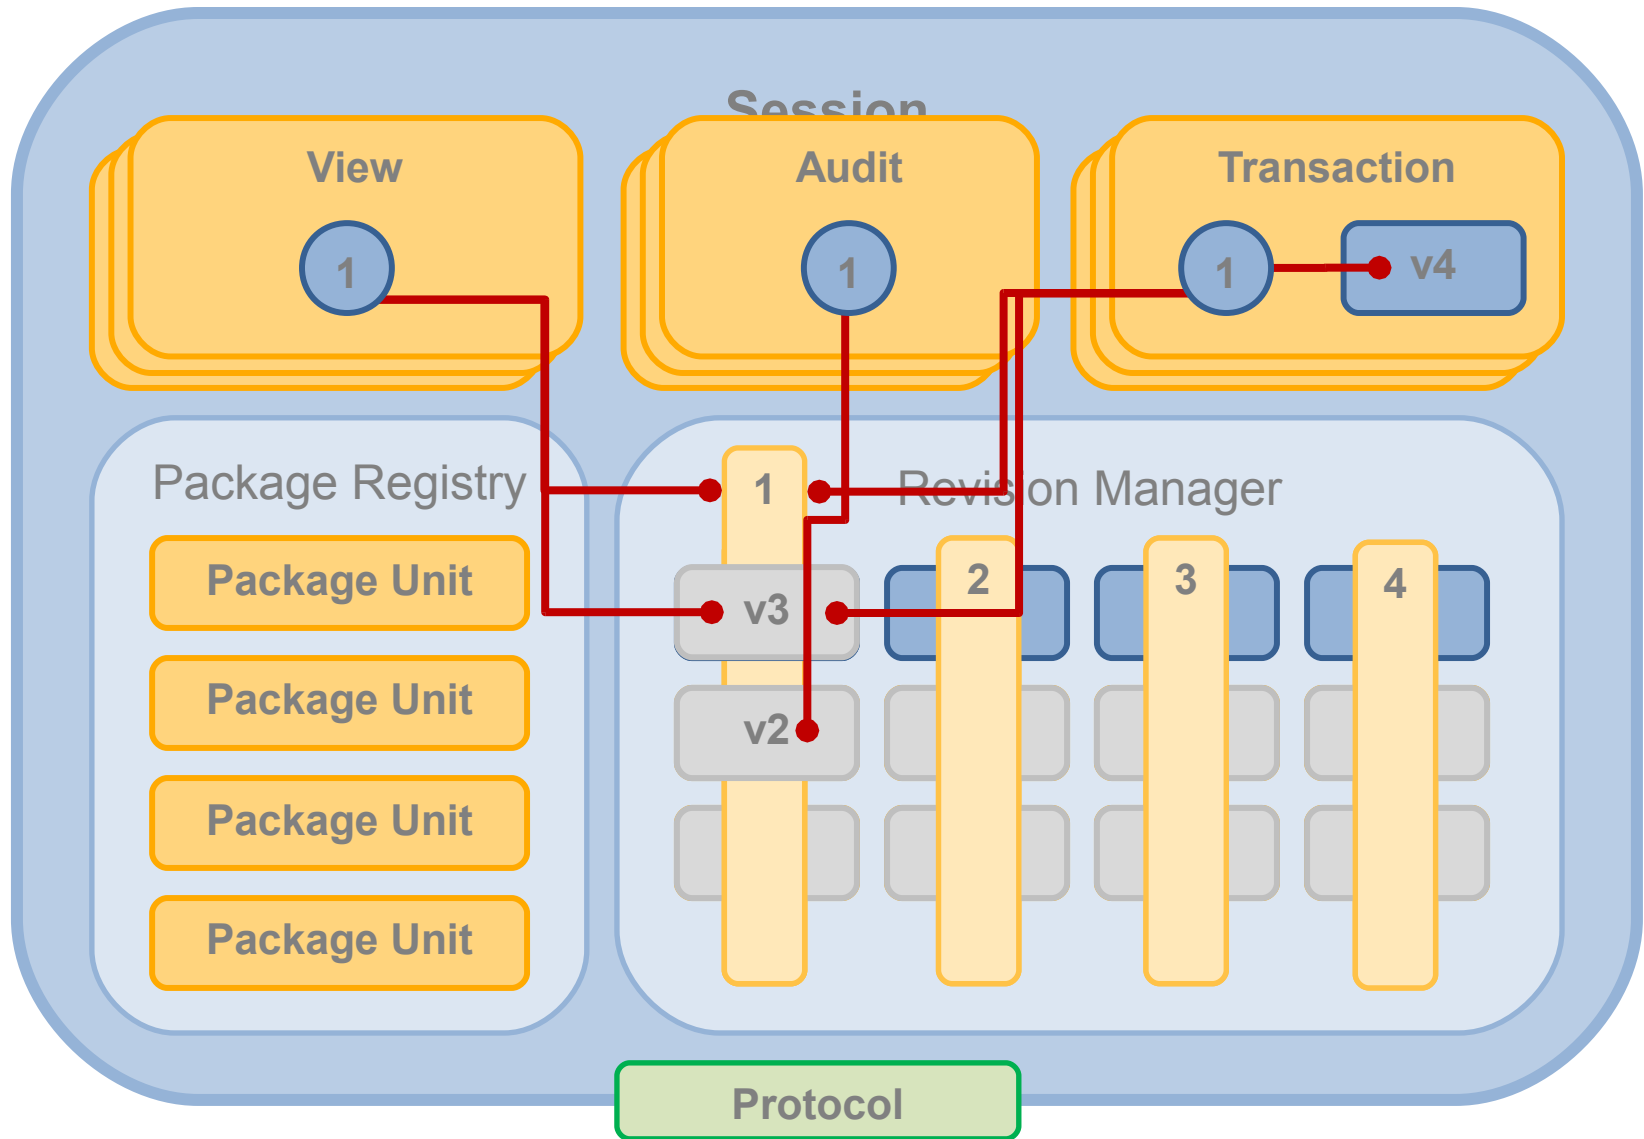 Session
View
Audit
Transaction
1
1
1
v4
Package Registry
Revision Manager
1
2
3
4
Package Unit
v3
Package Unit
v2
Package Unit
Package Unit
Protocol